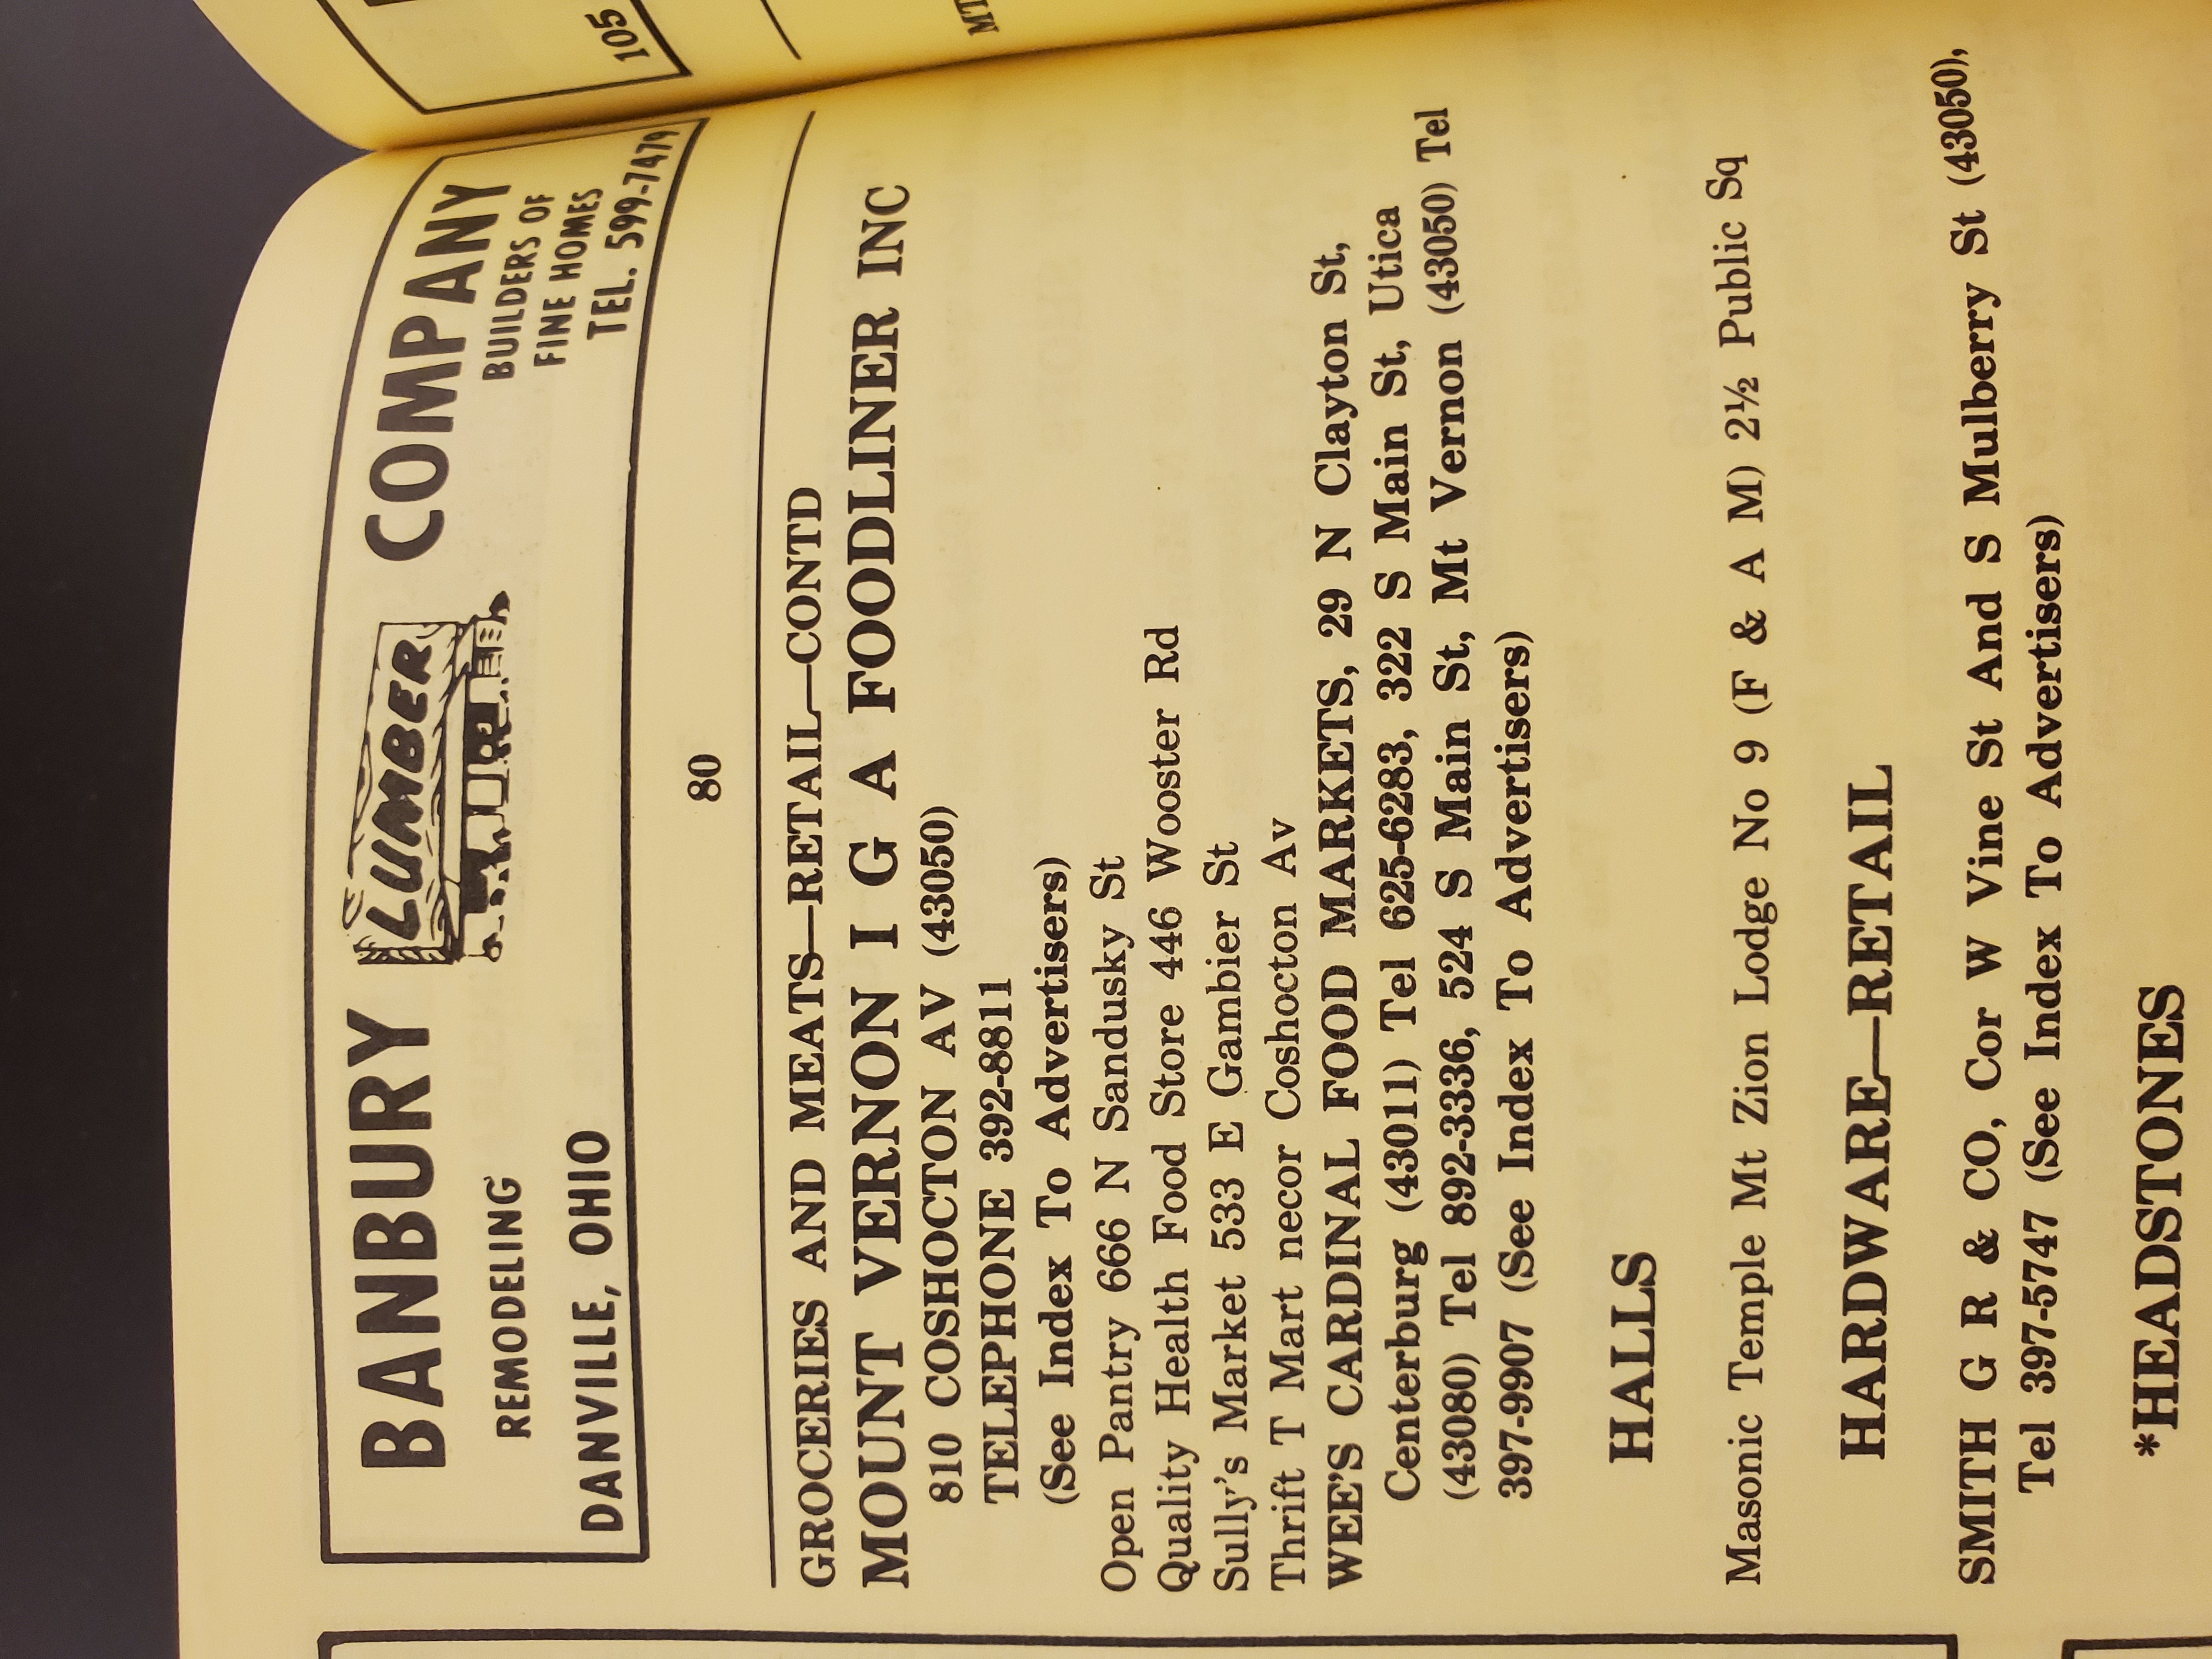 BANBURY LUMBER COMPANY
REMODELING
BUILDERS OF
FINE HOMES
DANVILLE, OHIO
TEL. 599-7479
105
80
GROCERIES AND MEATS—RETAIL—CONTD
MOUNT VERNON I G A FOODLINER INC
810 COSHOCTON AV (43050)
TELEPHONE 392-8811
(See Index To Advertisers)
Open Pantry 666 N Sandusky St
Quality Health Food Store 446 Wooster Rd
Sully's Market 533 E Gambier St
Thrift T Mart necor Coshocton Av
WEE'S CARDINAL FOOD MARKETS, 29 N Clayton St,
Centerburg (43011) Tel 625-6283, 322 S Main St, Utica
(43080) Tel 892-3336, 524 S Main St, Mt Vernon (43050) Tel
397-9907 (See Index To Advertisers)
HALLS
Masonic Temple Mt Zion Lodge No 9 (F & A M) 2½ Public Sq
HARDWARE—RETAIL
SMITH G R & CO, Cor W Vine St And S Mulberry St (43050),
Tel 397-5747 (See Index To Advertisers)
*HEADSTONES
MT